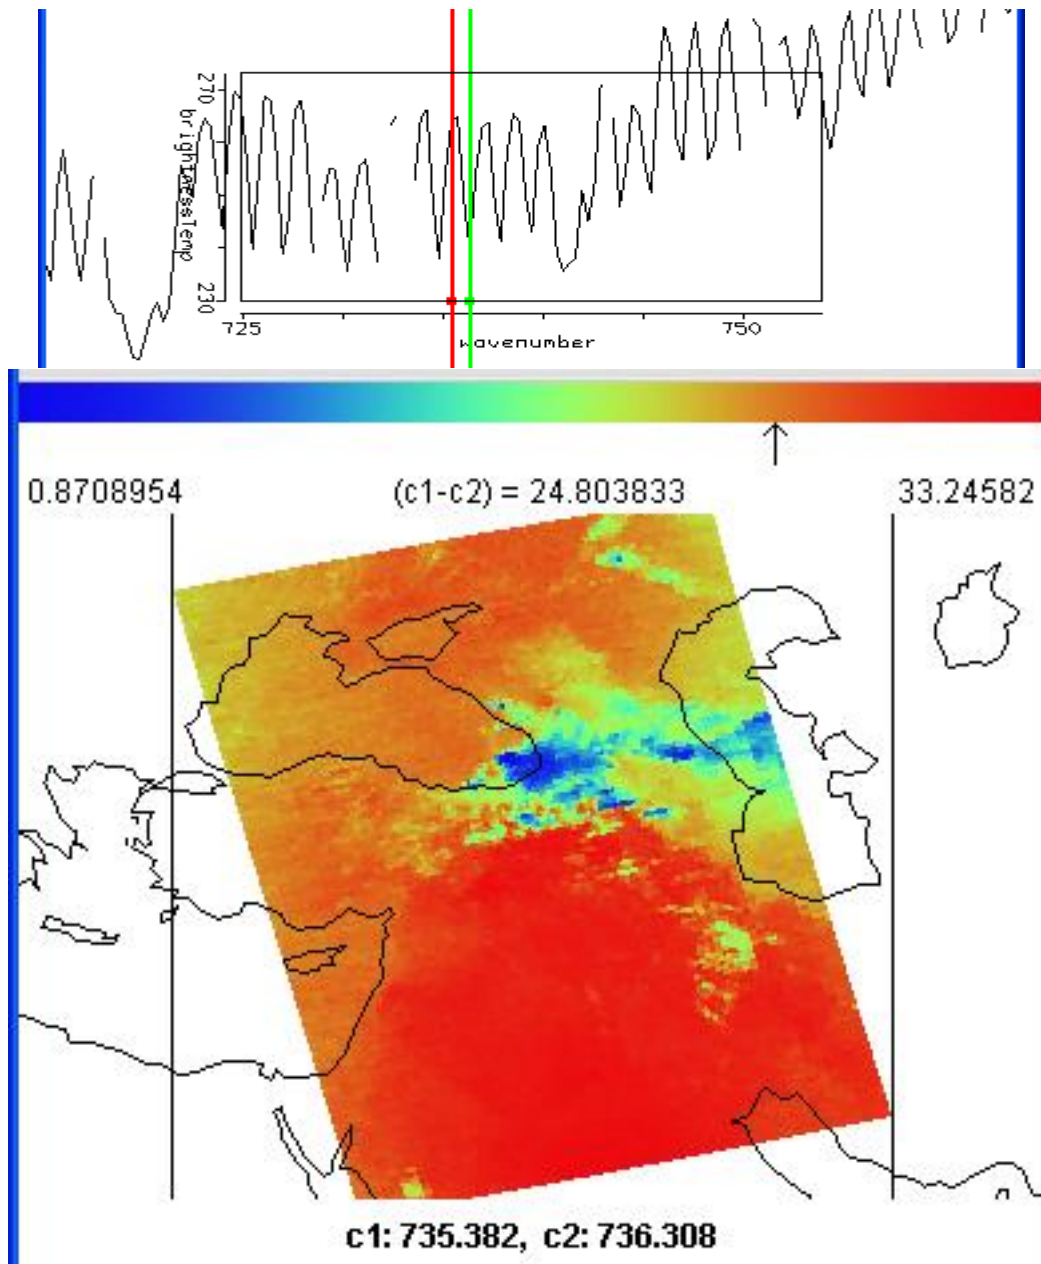 270
brightnessTemp
230
725
750
wavenumber
0.8708954
(c1-c2) = 24.803833
33.24582
c1: 735.382, c2: 736.308